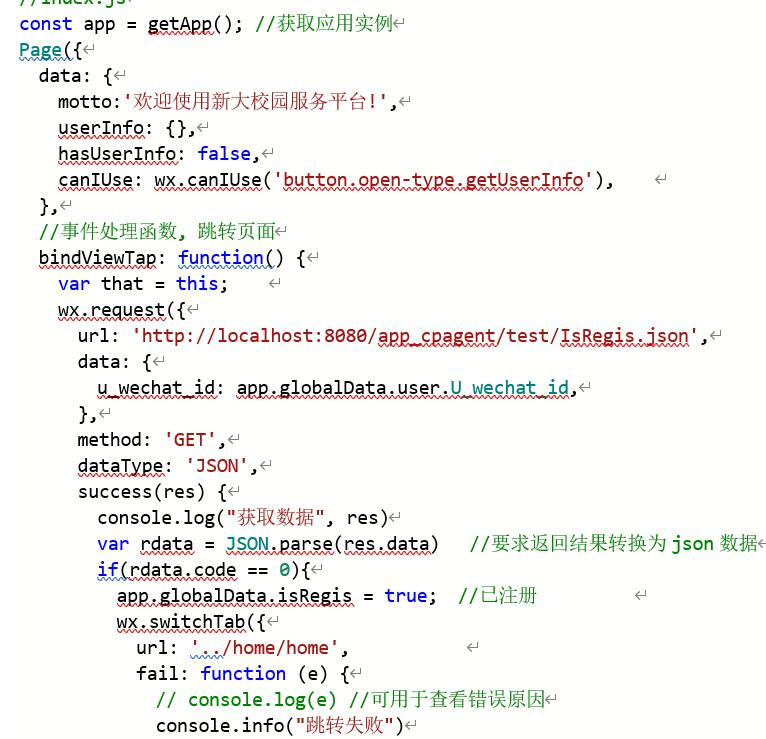 //index.js
const app = getApp(); //获取应用实例
Page({
data: {
motto:'欢迎使用新大校园服务平台!',
userInfo: {},
hasUserInfo: false,
canIUse: wx.canIUse('button.open-type.getUserInfo'),
},
//事件处理函数, 跳转页面
bindViewTap: function() {
var that = this;
wx.request({
url: 'http://localhost:8080/app_cpagent/test/IsRegis.json',
data: {
u_wechat_id: app.globalData.user.U_wechat_id,
},
method: 'GET',
dataType: 'JSON',
success(res) {
console.log("获取数据", res)
var rdata = JSON.parse(res.data) //要求返回结果转换为 json 数据
if(rdata.code == 0){
app.globalData.isRegis = true; //已注册
wx.switchTab({
url: '../home/home',
fail: function (e) {
// console.log(e) //可用于查看错误原因
console.info("跳转失败")